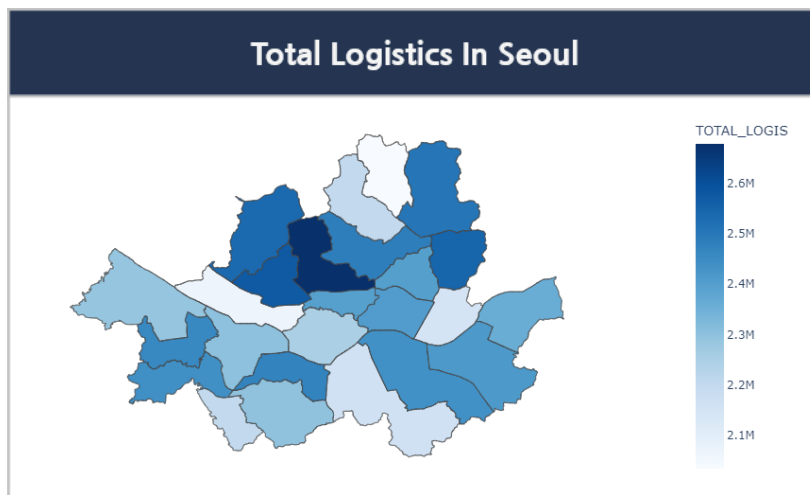 Total Logistics In Seoul
TOTAL_LOGIS
2.6M
2.5M
2.4M
2.3M
2.2M
2.1M